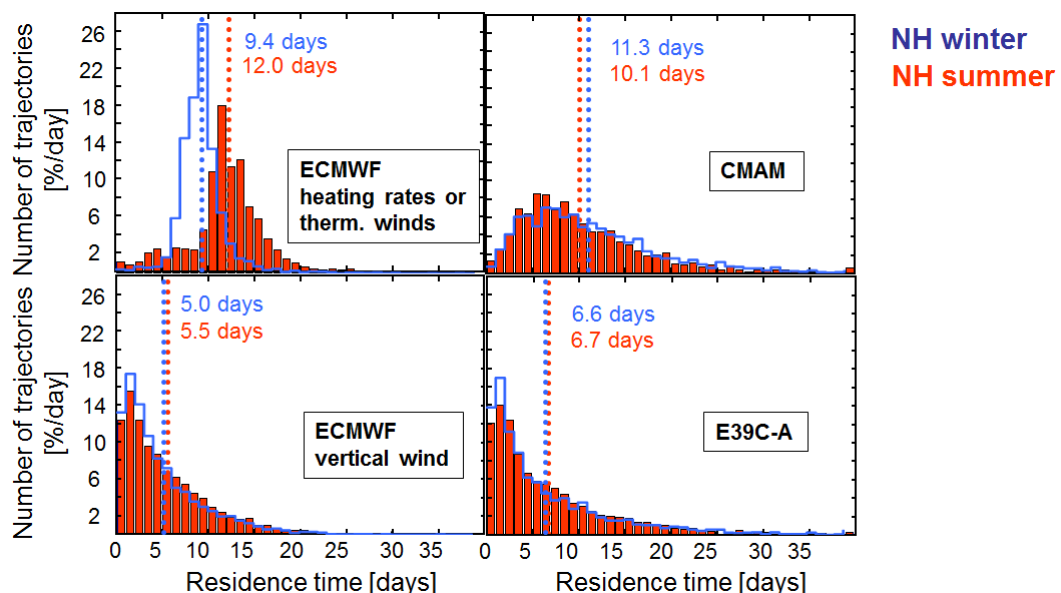 26
22
18
14
10
6
2
Number of trajectories
[%/day]
9.4 days
12.0 days
ECMWF
heating rates or
therm. winds
11.3 days
10.1 days
CMAM
NH winter
NH summer
26
22
18
14
10
6
2
Number of trajectories
[%/day]
5.0 days
5.5 days
ECMWF
vertical wind
6.6 days
6.7 days
E39C-A
0 5 10 15 20 25 30 35
0 5 10 15 20 25 30 35
Residence time [days]
Residence time [days]